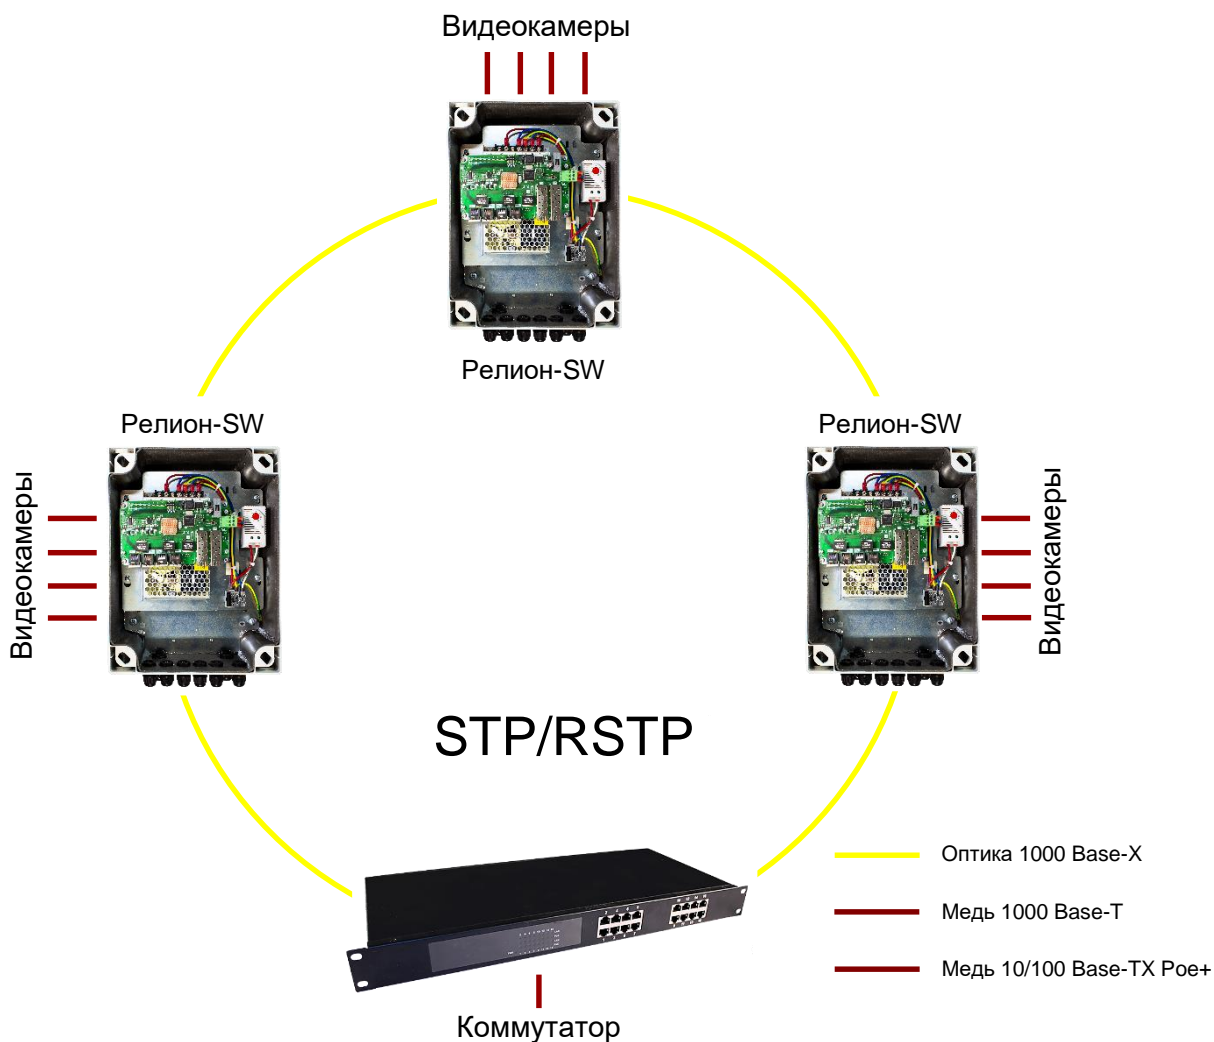 Видеокамеры
Релион-SW
Релион-SW
Релион-SW
Видеокамеры
Видеокамеры
STP/RSTP
Оптика 1000 Base-X
Медь 1000 Base-T
Медь 10/100 Base-TX Poe+
Коммутатор